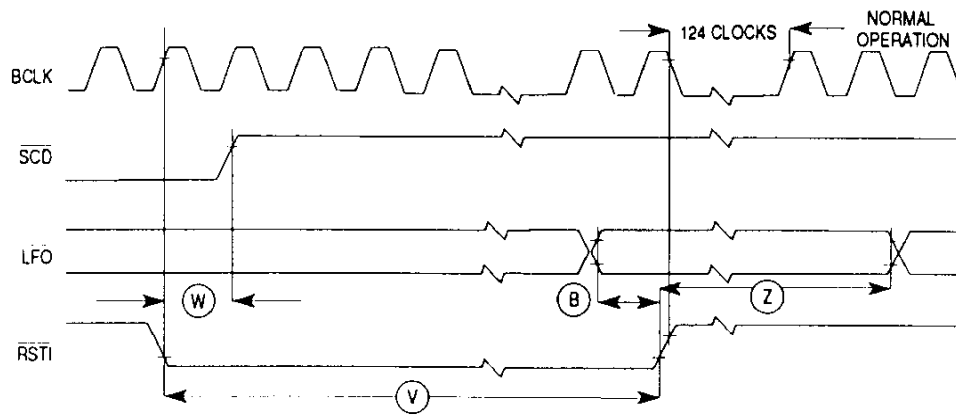 124 CLOCKS
NORMAL
OPERATION
BCLK
SCD
LFO
W
B
Z
RSTI
V